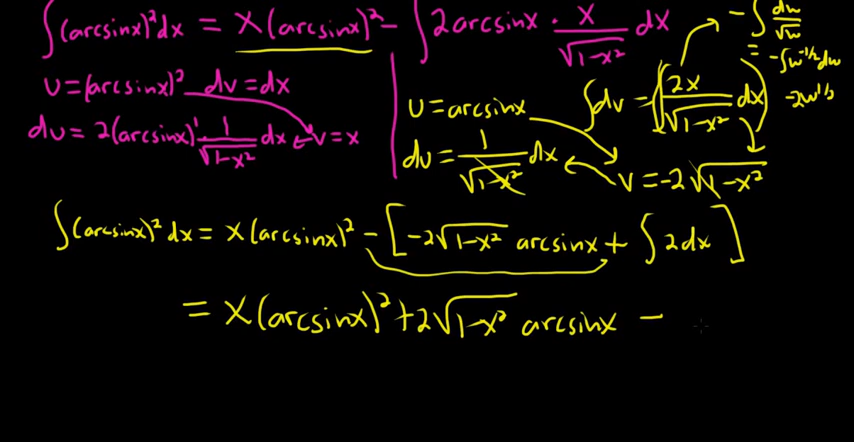 ∫(arcsinx)²dx = x(arcsinx)² - ∫2arcsinx · x/√(1-x²) dx
u = (arcsinx)² dv = dx
du = 2(arcsinx)¹ 1/√(1-x²) dx v = x
u = arcsinx
du = 1/√(1-x²) dx
∫dv = ∫ 2x/√(1-x²) dx
v = -2√(1-x²)
-∫ dw/√w
= -∫w^(-1/2) dw
-2w^(1/2)
∫(arcsinx)² dx = x(arcsinx)² - [-2√(1-x²) arcsinx + ∫2dx]
= x(arcsinx)² + 2√(1-x²) arcsinx -